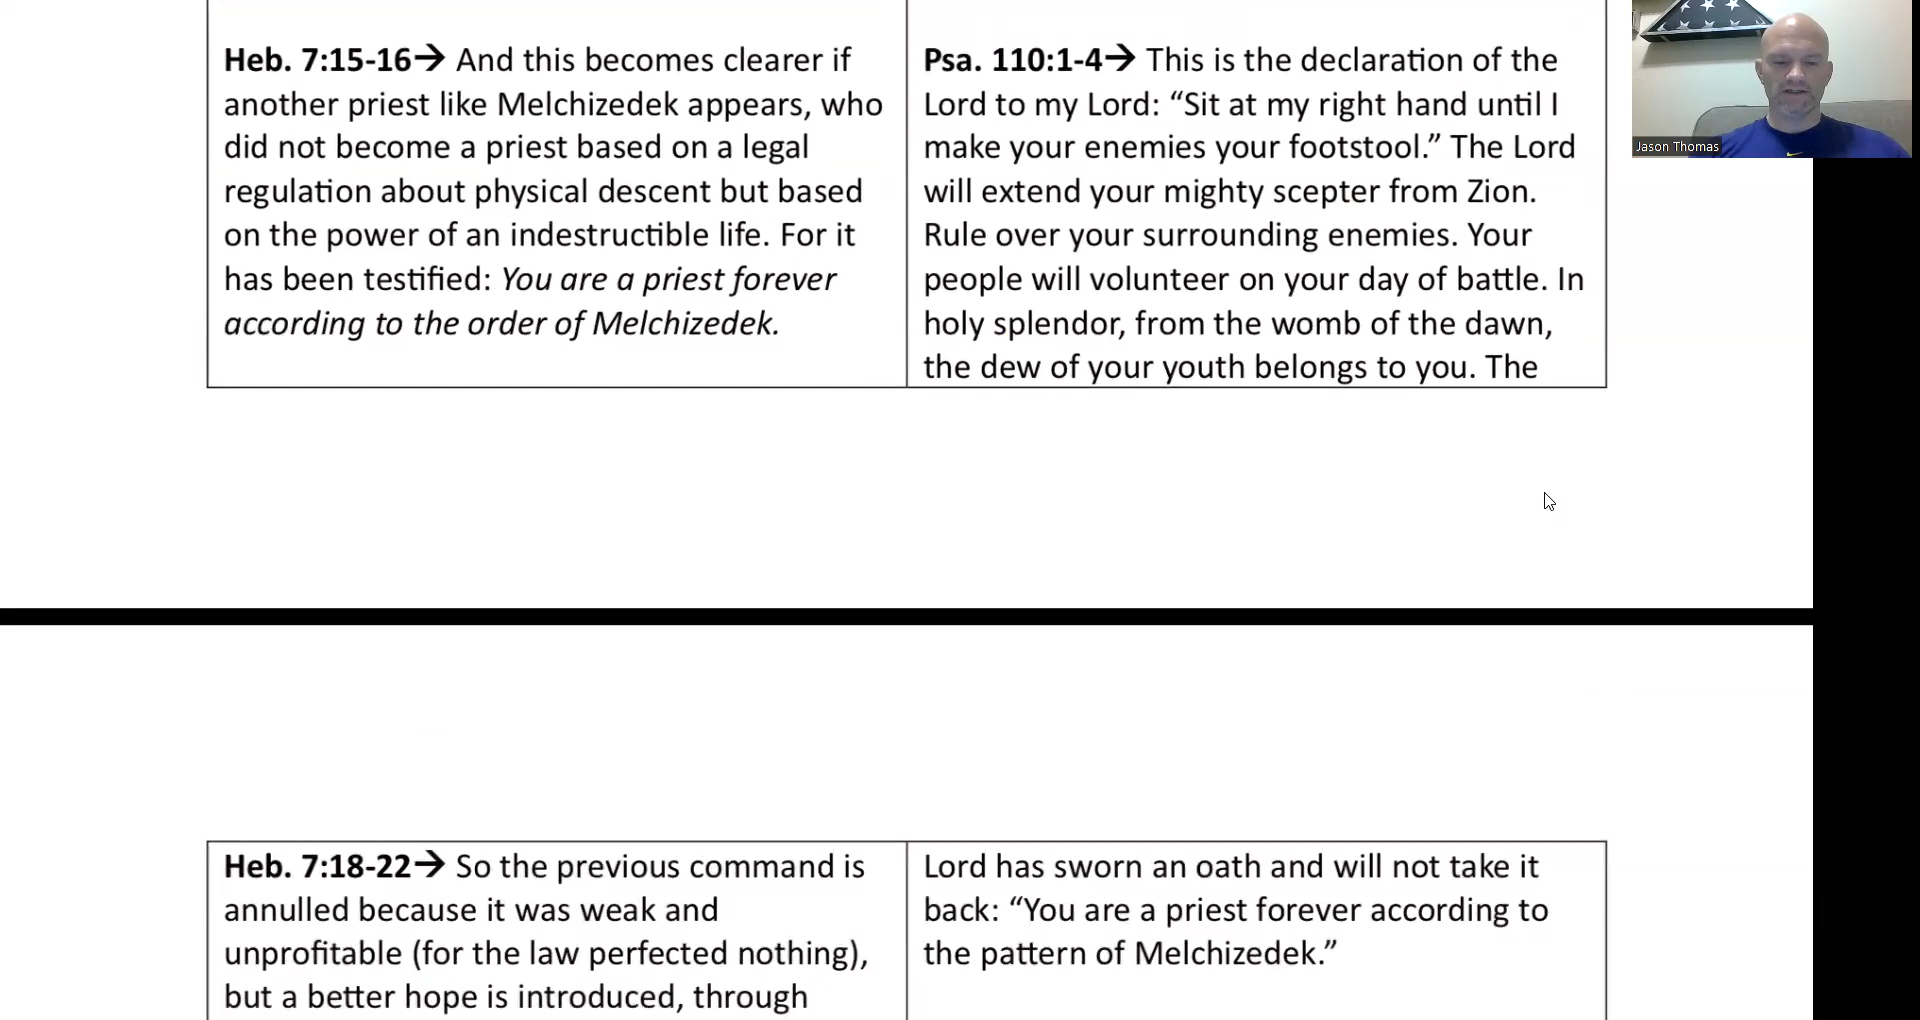 Heb. 7:15-16→ And this becomes clearer if
another priest like Melchizedek appears, who
did not become a priest based on a legal
regulation about physical descent but based
on the power of an indestructible life. For it
has been testified: You are a priest forever
according to the order of Melchizedek.
Psa. 110:1-4→ This is the declaration of the
Lord to my Lord: “Sit at my right hand until I
make your enemies your footstool.” The Lord
will extend your mighty scepter from Zion.
Rule over your surrounding enemies. Your
people will volunteer on your day of battle. In
holy splendor, from the womb of the dawn,
the dew of your youth belongs to you. The
Jason Thomas
Heb. 7:18-22→ So the previous command is
annulled because it was weak and
unprofitable (for the law perfected nothing),
but a better hope is introduced, through
Lord has sworn an oath and will not take it
back: “You are a priest forever according to
the pattern of Melchizedek.”